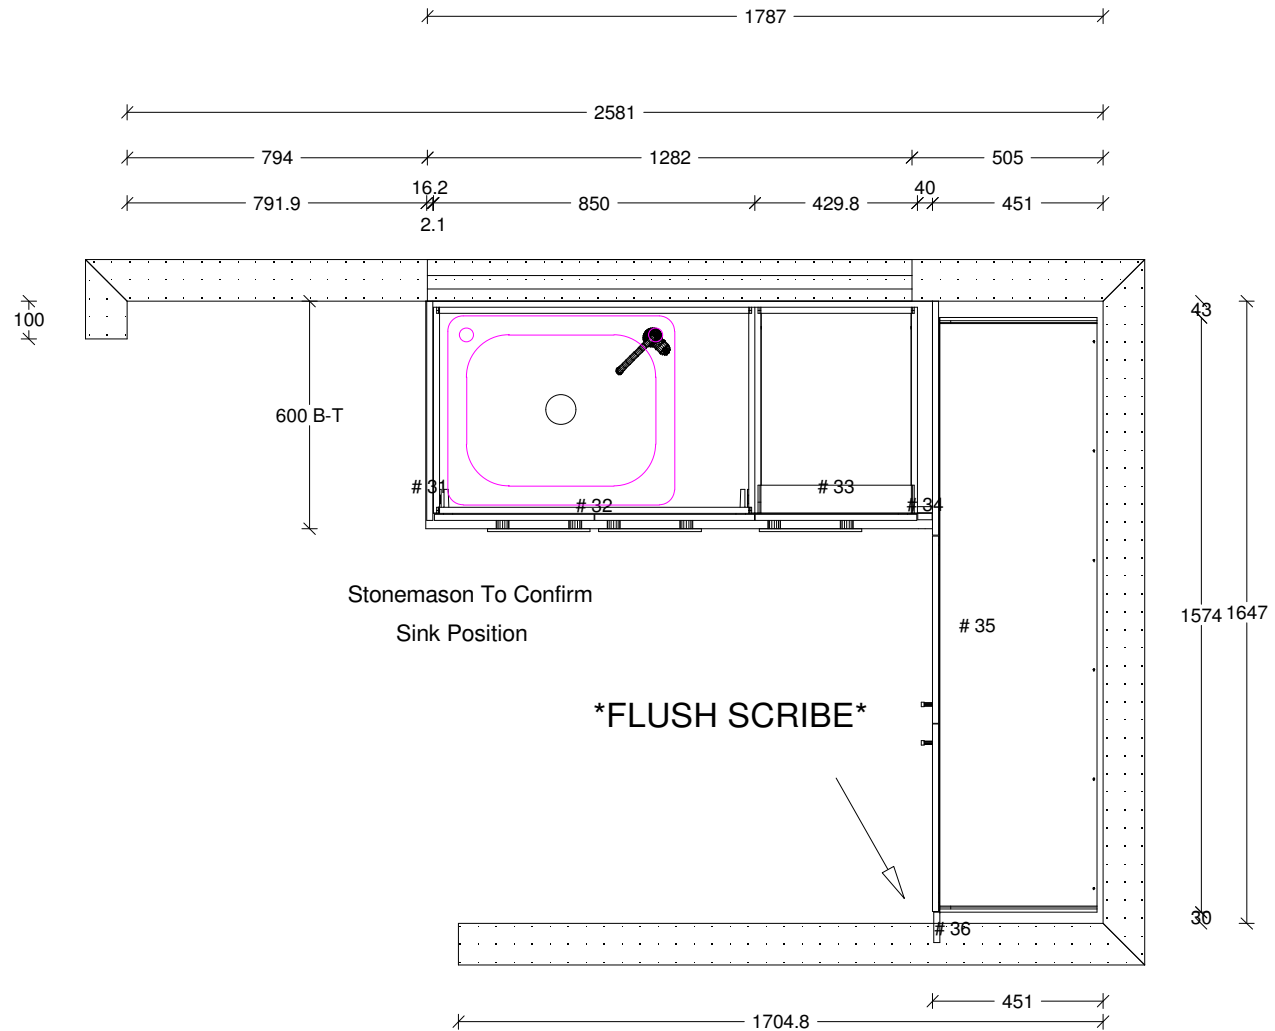 1787
2581
794 1282 505
16.2 40
791.9 850 429.8 451
2.1
100
43
600 B-T
# 31 # 32 # 33 # 34
Stonemason To Confirm
Sink Position
1574 1647
# 35
*FLUSH SCRIBE*
30
# 36
451
1704.8